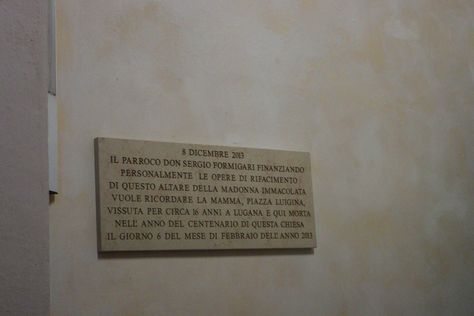 8 DICEMBRE 2013
IL PARROCO DON SERGIO FORMIGARI FINANZIANDO
PERSONALMENTE LE OPERE DI RIFACIMENTO
DI QUESTO ALTARE DELLA MADONNA IMMACOLATA
VUOLE RICORDARE LA MAMMA, PIAZZA LUIGINA,
VISSUTA PER CIRCA 16 ANNI A LUGANA E QUI MORTA
NELL' ANNO DEL CENTENARIO DI QUESTA CHIESA
IL GIORNO 6 DEL MESE DI FEBBRAIO DELL' ANNO 2013